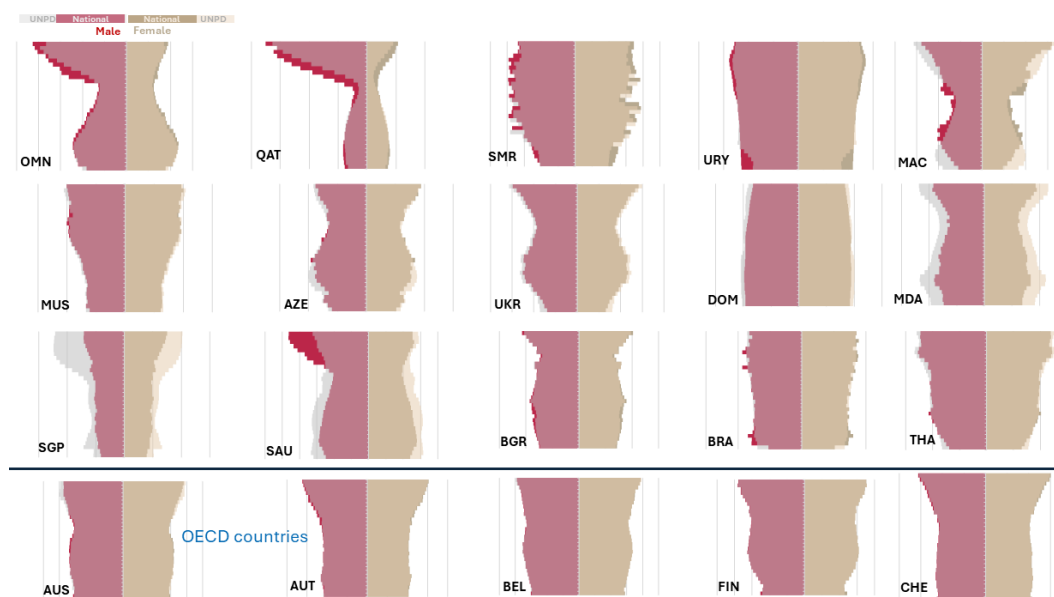 UNPD National National UNPD
Male Female
OMN QAT SMR URY MAC
MUS AZE UKR DOM MDA
SGP SAU BGR BRA THA
OECD countries
AUS AUT BEL FIN CHE